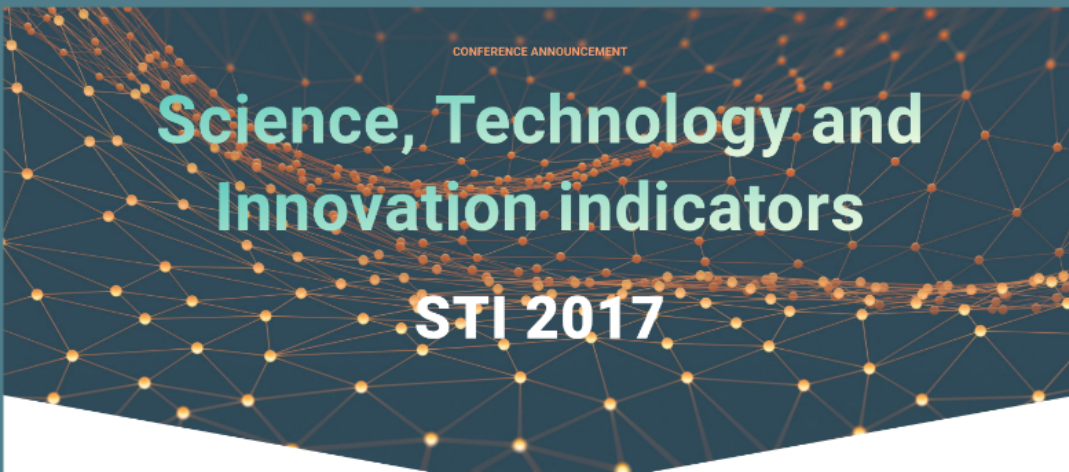 CONFERENCE ANNOUNCEMENT
Science, Technology and
Innovation indicators
STI 2017